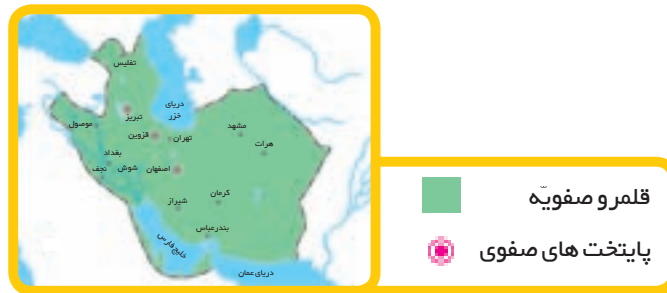 تفلیس
دریای
خزر
تبریز
موصول
قزوین
تهران
مشهد
هرات
بغداد
نجف
شوش
اصفهان
کرمان
شیراز
بندرعباس
خلیج فارس
دریای عمان
قلمرو صفویّه
پایتخت های صفوی